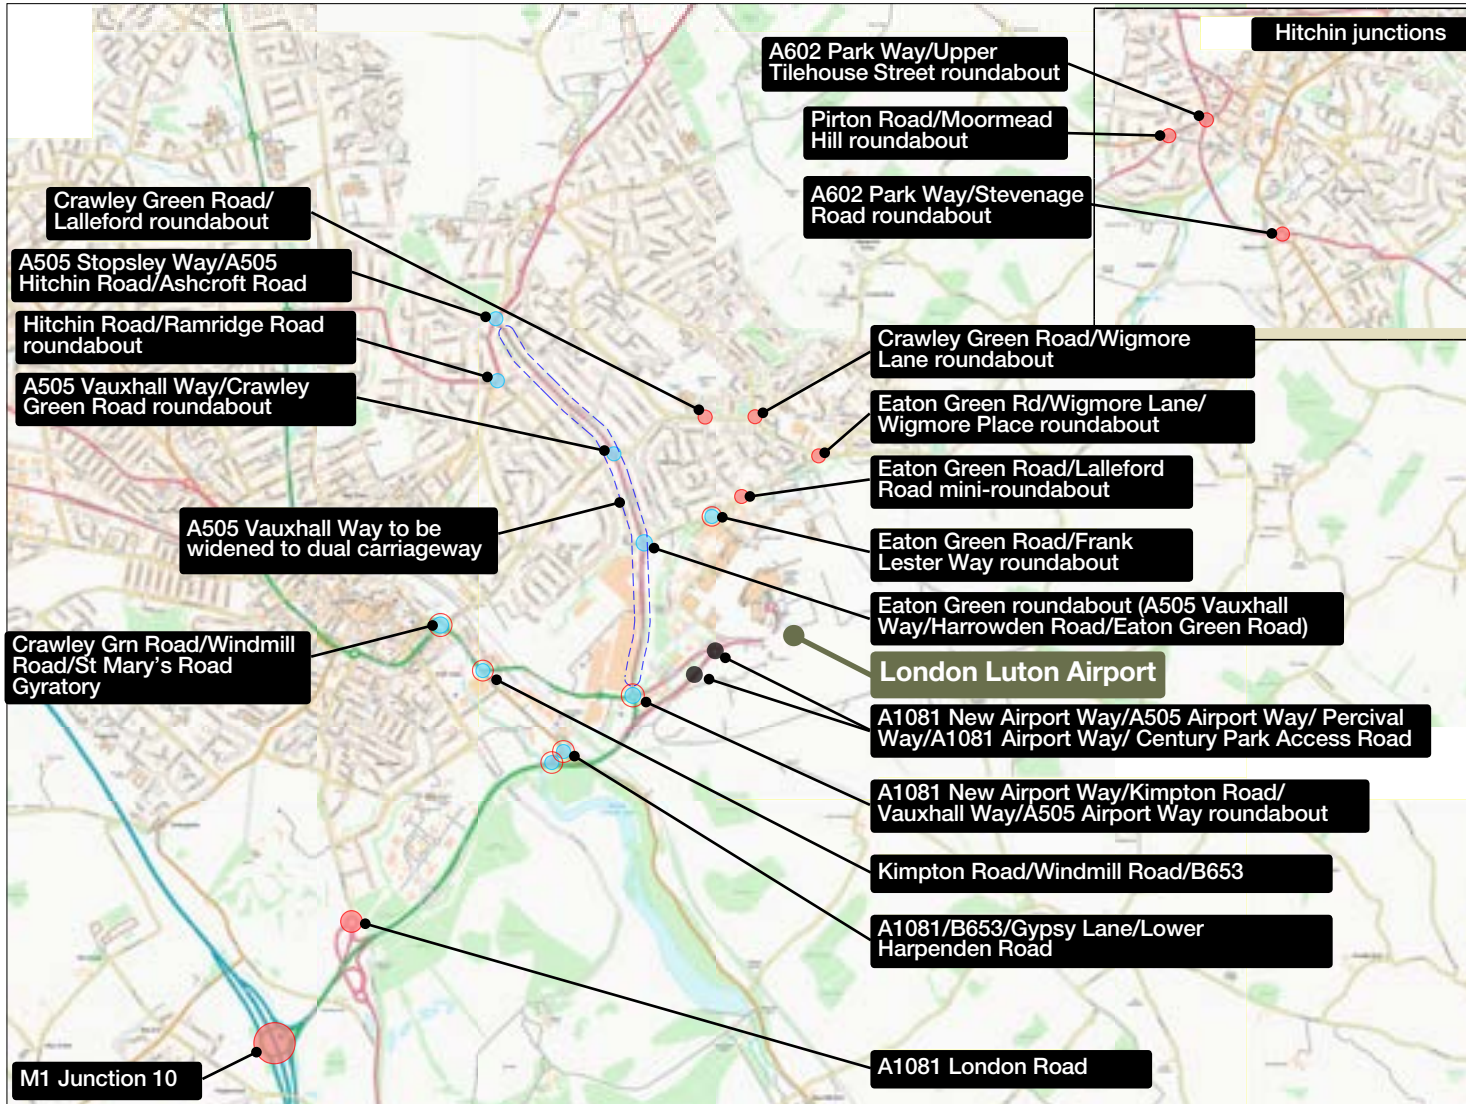 Hitchin junctions
A602 Park Way/Upper
Tilehouse Street roundabout
Pirton Road/Moormead
Hill roundabout
A602 Park Way/Stevenage
Road roundabout
Crawley Green Road/
Lalleford roundabout
A505 Stopsley Way/A505
Hitchin Road/Ashcroft Road
Hitchin Road/Ramridge Road
roundabout
A505 Vauxhall Way/Crawley
Green Road roundabout
A505 Vauxhall Way to be
widened to dual carriageway
Crawley Grn Road/Windmill
Road/St Mary's Road
Gyratory
M1 Junction 10
Crawley Green Road/Wigmore
Lane roundabout
Eaton Green Rd/Wigmore Lane/
Wigmore Place roundabout
Eaton Green Road/Lalleford
Road mini-roundabout
Eaton Green Road/Frank
Lester Way roundabout
Eaton Green roundabout (A505 Vauxhall
Way/Harrowden Road/Eaton Green Road)
London Luton Airport
A1081 New Airport Way/A505 Airport Way/ Percival
Way/A1081 Airport Way/ Century Park Access Road
A1081 New Airport Way/Kimpton Road/
Vauxhall Way/A505 Airport Way roundabout
Kimpton Road/Windmill Road/B653
A1081/B653/Gypsy Lane/Lower
Harpenden Road
A1081 London Road